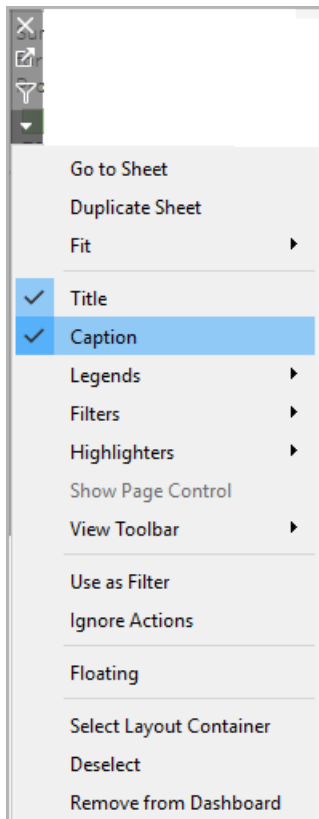 Go to Sheet
Duplicate Sheet
Fit
Title
Caption
Legends
Filters
Highlighters
Show Page Control
View Toolbar
Use as Filter
Ignore Actions
Floating
Select Layout Container
Deselect
Remove from Dashboard